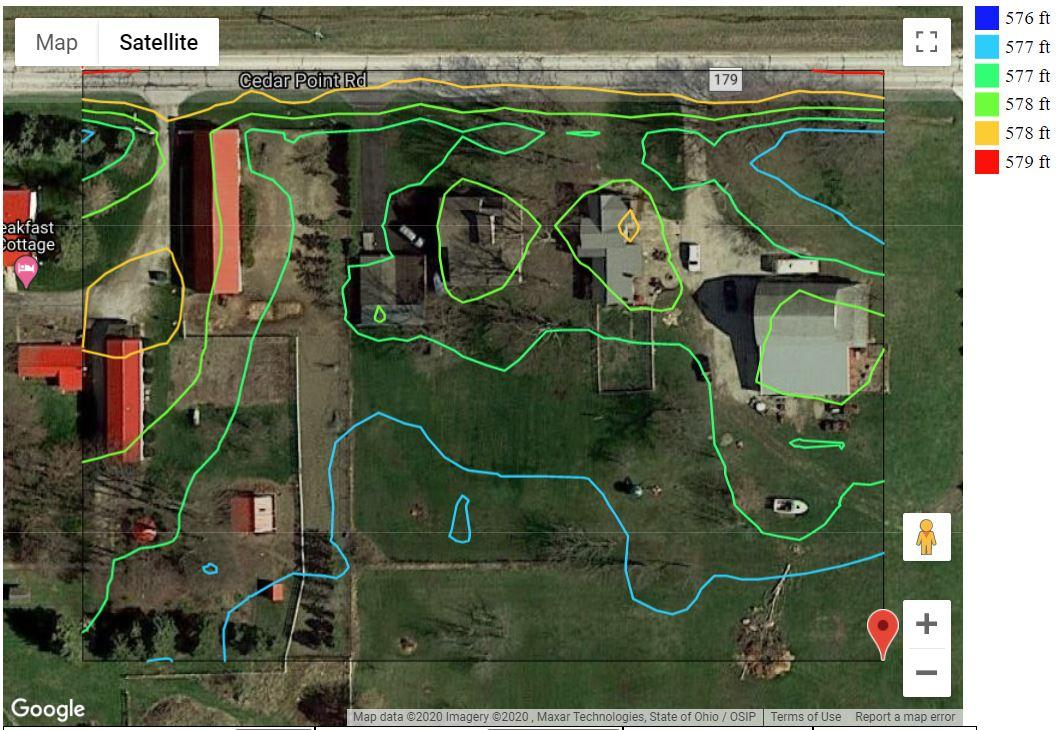 Map
Satellite
Cedar Point Rd
179
eakfast
Cottage
Google
Map data ©2020 Imagery ©2020 , Maxar Technologies, State of Ohio / OSIP
Terms of Use
Report a map error
576 ft
577 ft
577 ft
578 ft
578 ft
579 ft